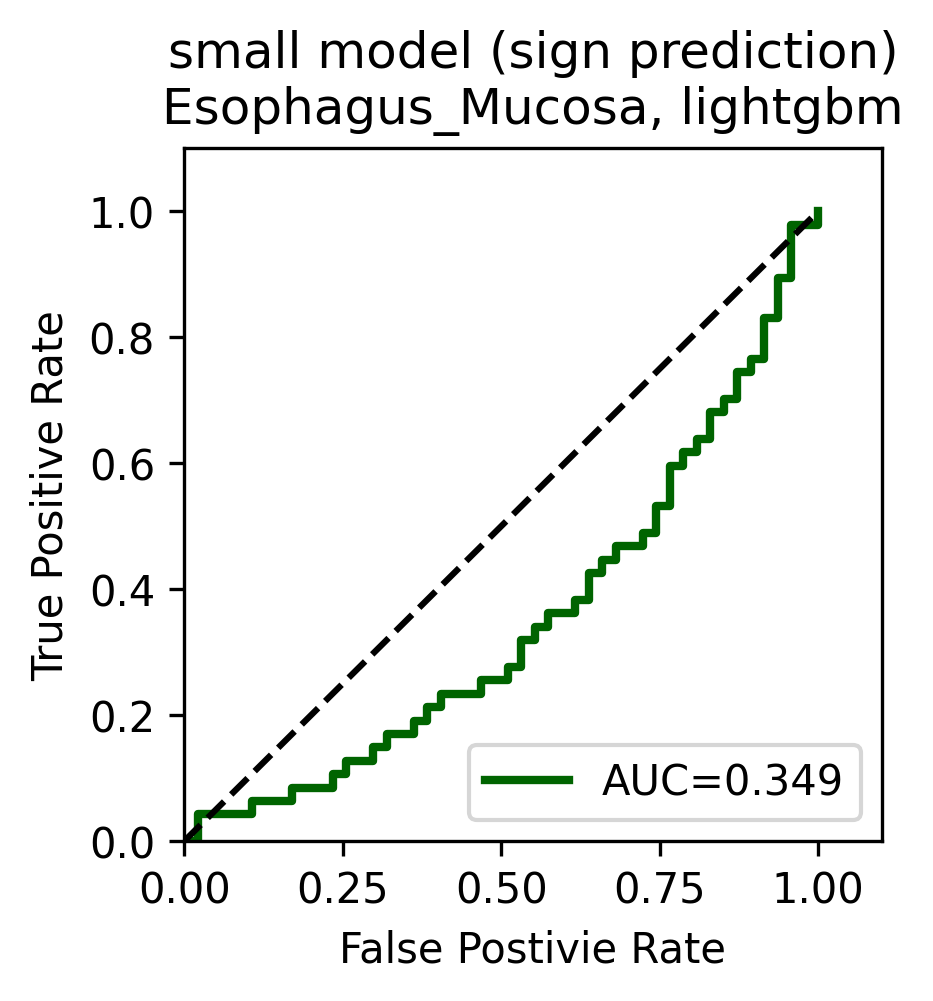 small model (sign prediction)
Esophagus_Mucosa, lightgbm
True Positive Rate
1.0
0.8
0.6
0.4
0.2
0.0
AUC=0.349
0.00 0.25 0.50 0.75 1.00
False Postivie Rate